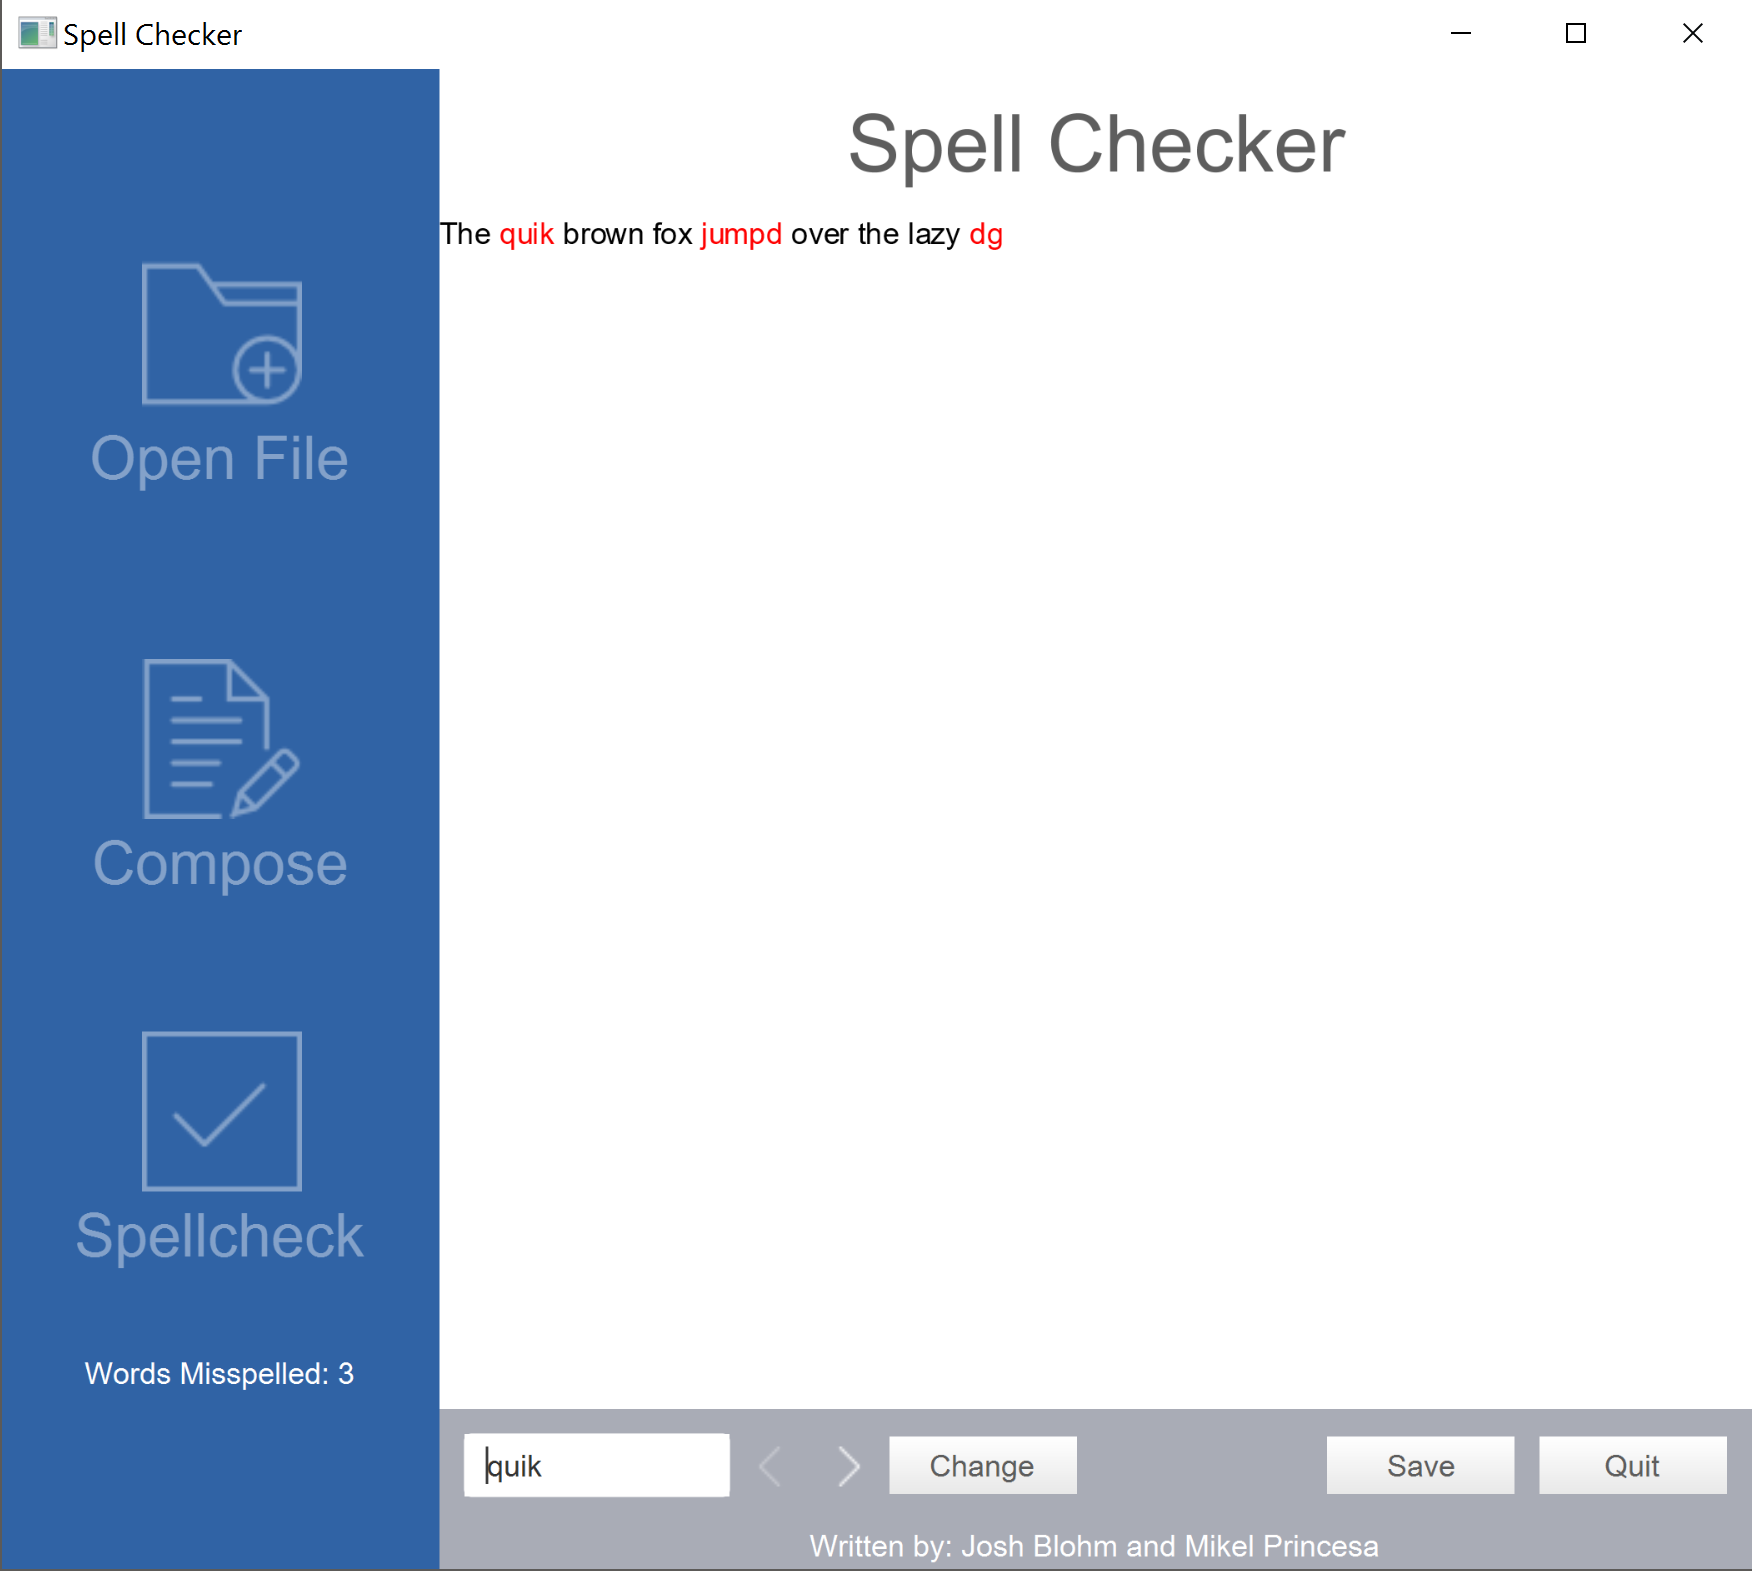 Spell Checker
Spell Checker
The quik brown fox jumpd over the lazy dg
Open File
Compose
Spellcheck
Words Misspelled: 3
quik
Change
Save
Quit
Written by: Josh Blohm and Mikel Princesa